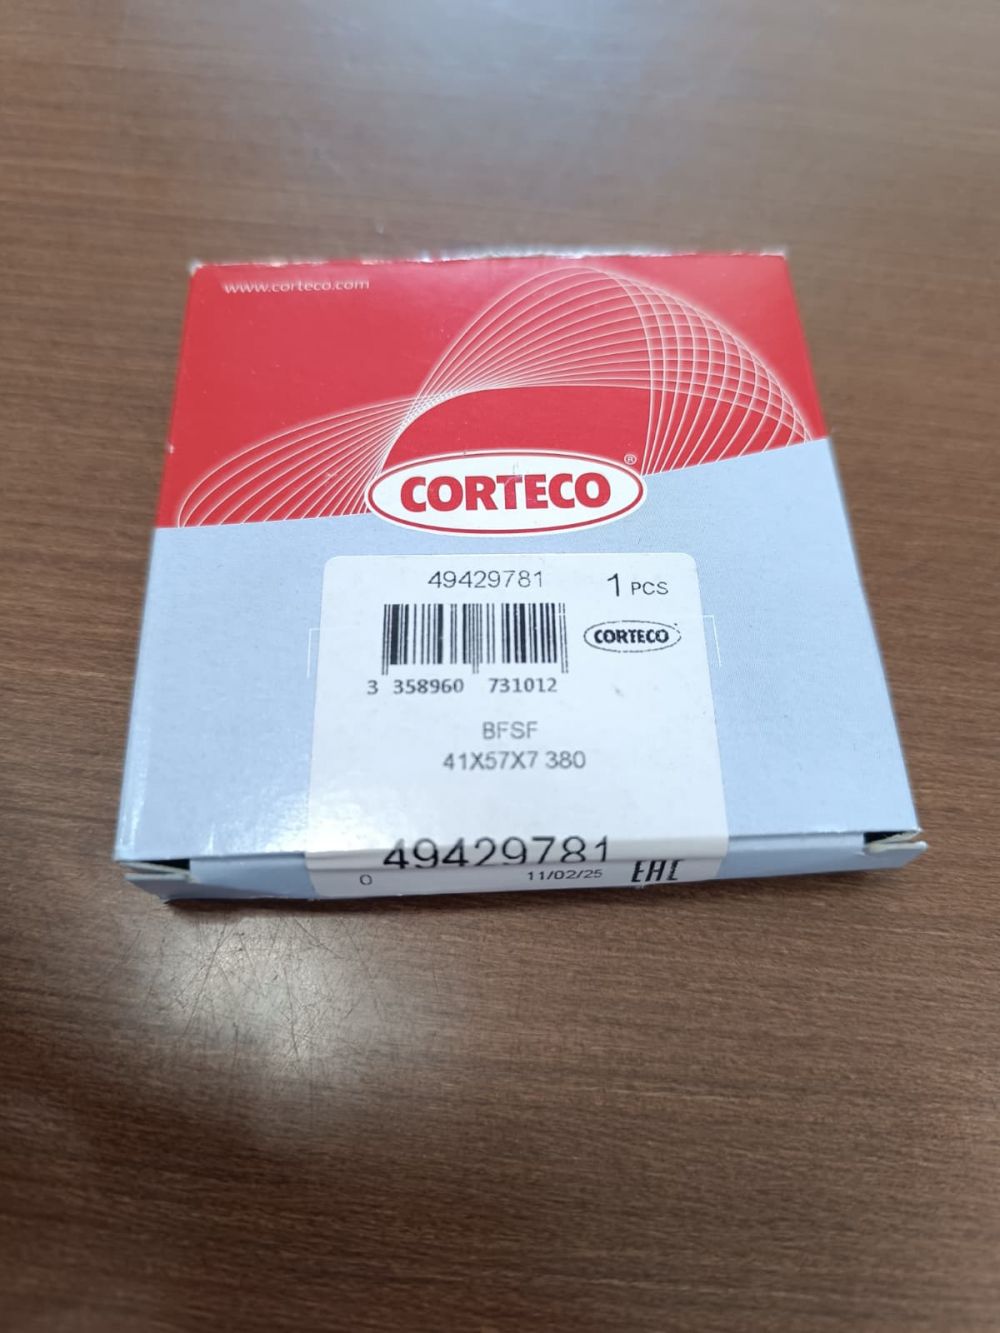 www.corteco.com
CORTECO®
49429781
1 PCS
CORTECO
3 358960 731012
BFSF
41X57X7 380
49429781
0 11/02/25 EAC